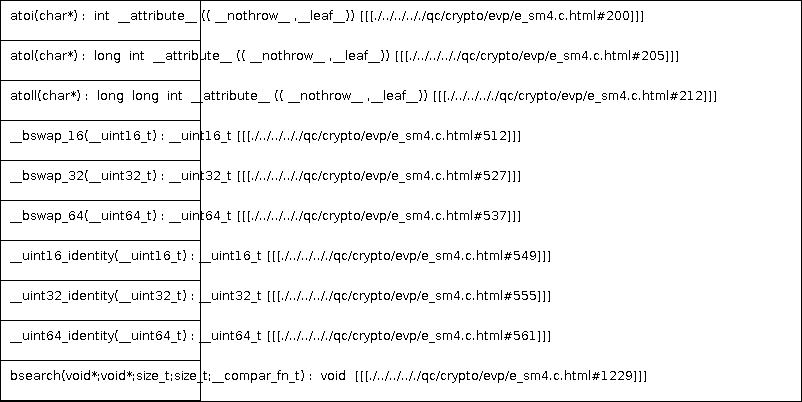 atoi(char*) : int __attribute__ (( __nothrow__ ,__leaf__)) [[[./../../../qc/crypto/evp/e_sm4.c.html#200]]]
atol(char*) : long int __attribute__ (( __nothrow__ ,__leaf__)) [[[./../../../qc/crypto/evp/e_sm4.c.html#205]]]
atoll(char*) : long long int __attribute__ (( __nothrow__ ,__leaf__)) [[[./../../../qc/crypto/evp/e_sm4.c.html#212]]]
__bswap_16(__uint16_t) : __uint16_t [[[./../../../qc/crypto/evp/e_sm4.c.html#512]]]
__bswap_32(__uint32_t) : __uint32_t [[[./../../../qc/crypto/evp/e_sm4.c.html#527]]]
__bswap_64(__uint64_t) : __uint64_t [[[./../../../qc/crypto/evp/e_sm4.c.html#537]]]
__uint16_identity(__uint16_t) : __uint16_t [[[./../../../qc/crypto/evp/e_sm4.c.html#549]]]
__uint32_identity(__uint32_t) : __uint32_t [[[./../../../qc/crypto/evp/e_sm4.c.html#555]]]
__uint64_identity(__uint64_t) : __uint64_t [[[./../../../qc/crypto/evp/e_sm4.c.html#561]]]
bsearch(void*;void*;size_t;size_t;__compar_fn_t) : void [[[./../../../qc/crypto/evp/e_sm4.c.html#1229]]]